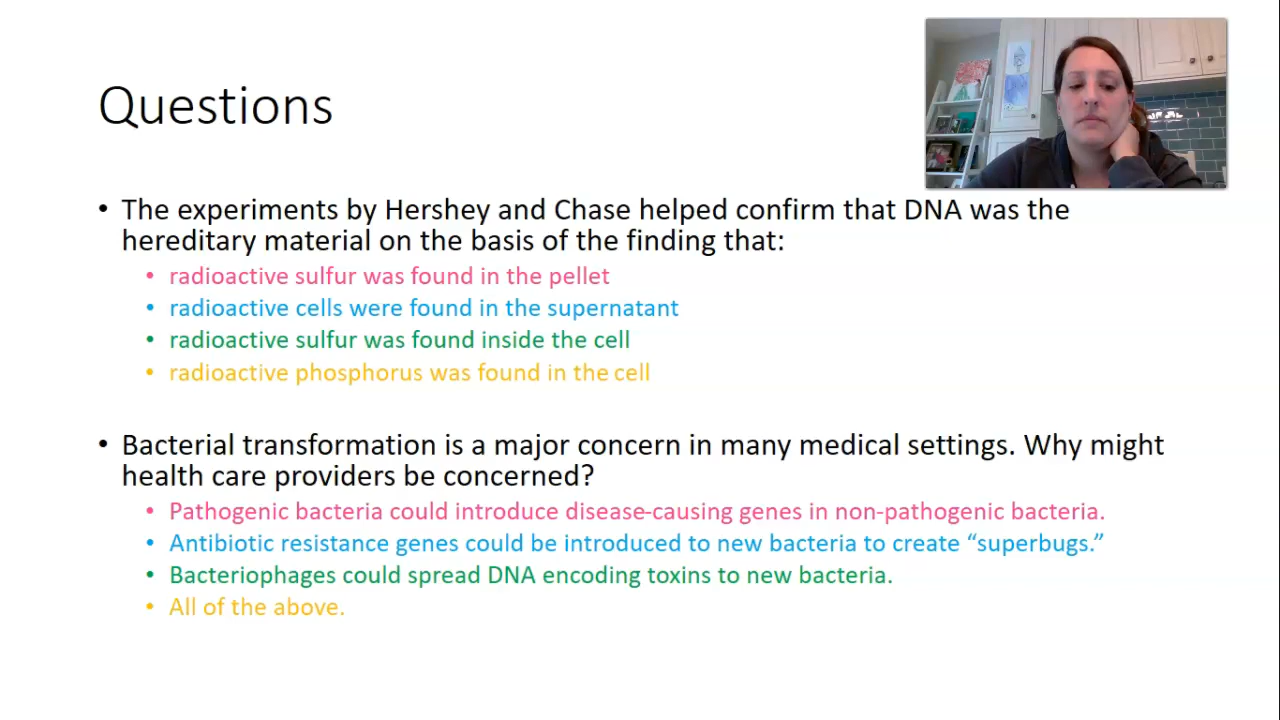 Questions
• The experiments by Hershey and Chase helped confirm that DNA was the
hereditary material on the basis of the finding that:
• radioactive sulfur was found in the pellet
• radioactive cells were found in the supernatant
• radioactive sulfur was found inside the cell
• radioactive phosphorus was found in the cell
• Bacterial transformation is a major concern in many medical settings. Why might
health care providers be concerned?
• Pathogenic bacteria could introduce disease-causing genes in non-pathogenic bacteria.
• Antibiotic resistance genes could be introduced to new bacteria to create “superbugs.”
• Bacteriophages could spread DNA encoding toxins to new bacteria.
• All of the above.